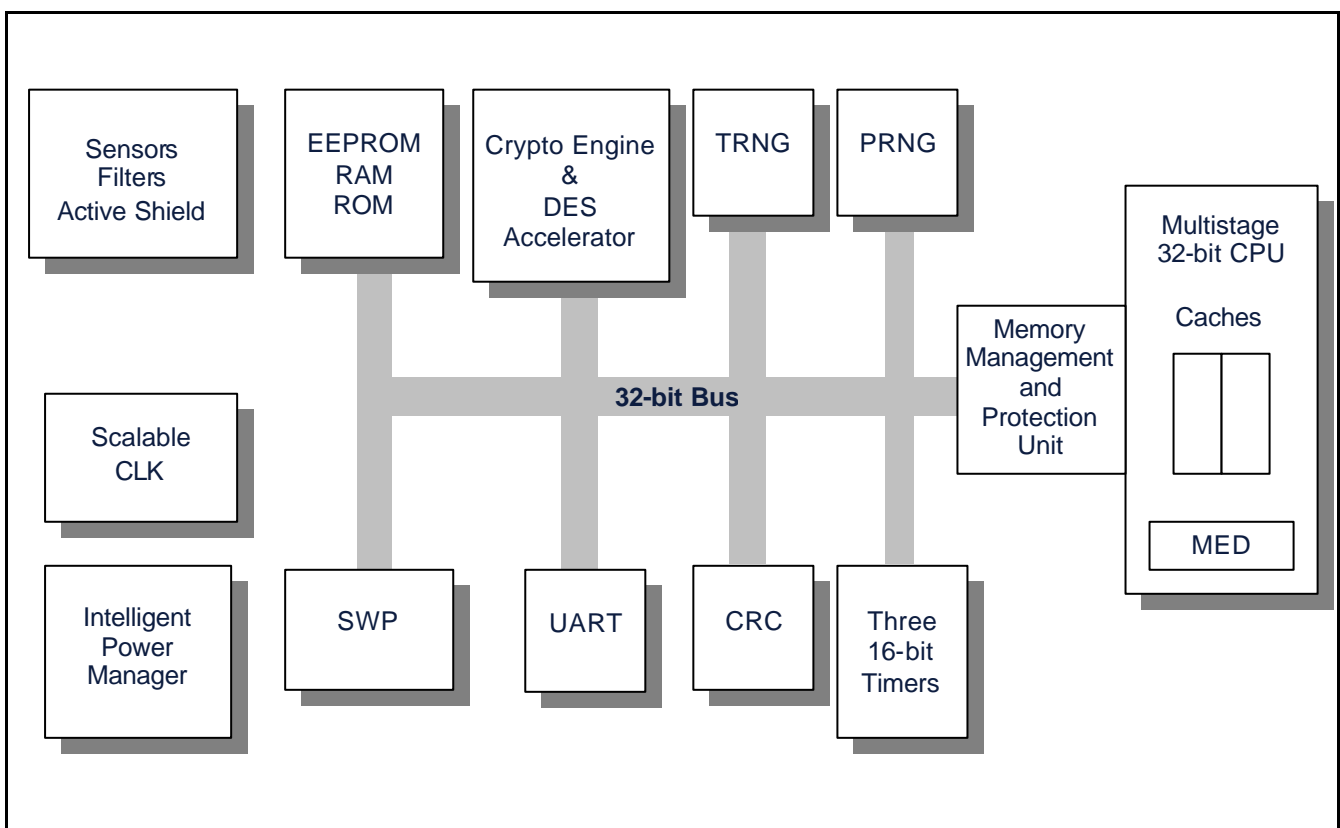 Sensors
Filters
Active Shield
EEPROM
RAM
ROM
Crypto Engine
&
DES
Accelerator
TRNG
PRNG
Multistage
32-bit CPU
Caches
Memory
Management
and
Protection
Unit
32-bit Bus
Scalable
CLK
MED
Intelligent
Power
Manager
SWP
UART
CRC
Three
16-bit
Timers